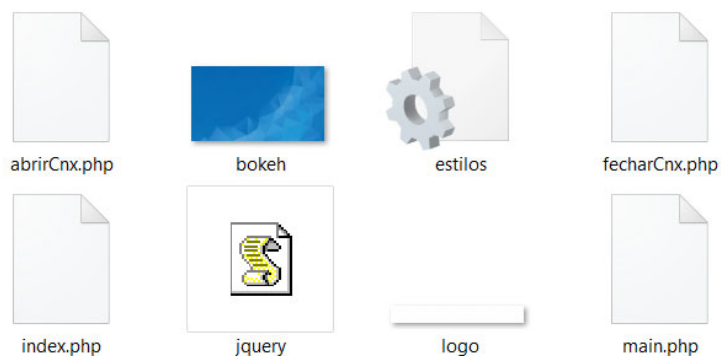 abrirCnx.php
bokeh
estilos
fecharCnx.php
index.php
jquery
logo
main.php